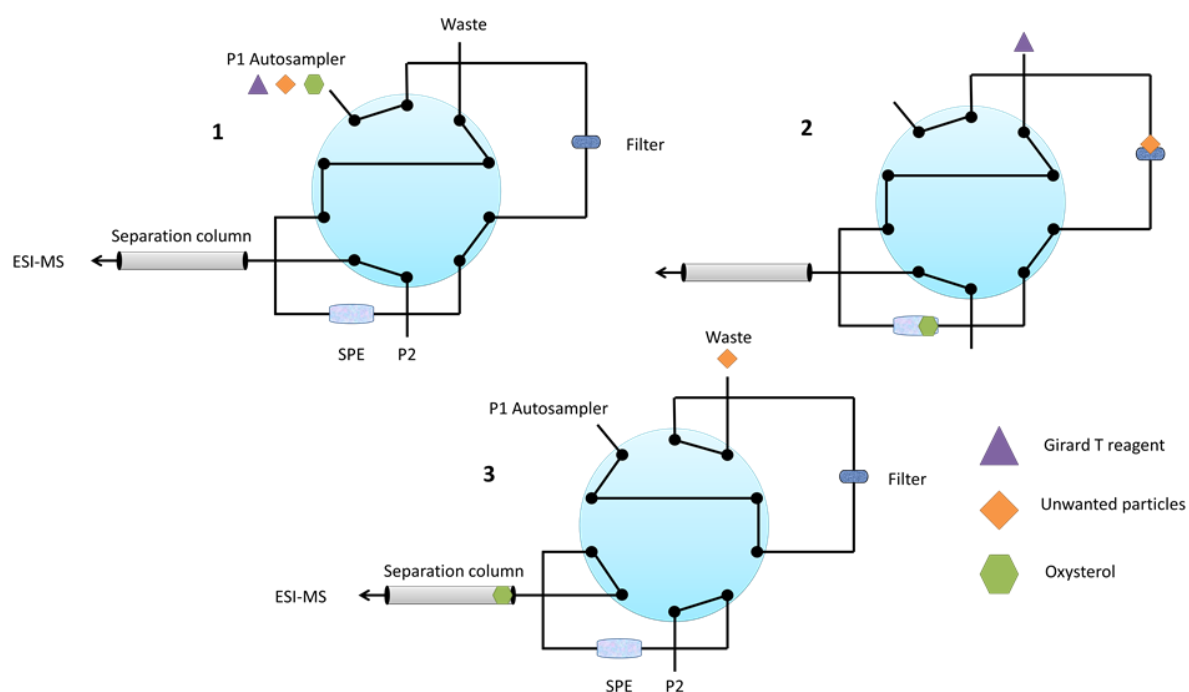 Waste
P1 Autosampler
1
Filter
Separation column
ESI-MS
SPE
P2
2
Waste
P1 Autosampler
3
Filter
Separation column
ESI-MS
SPE
P2
Girard T reagent
Unwanted particles
Oxysterol